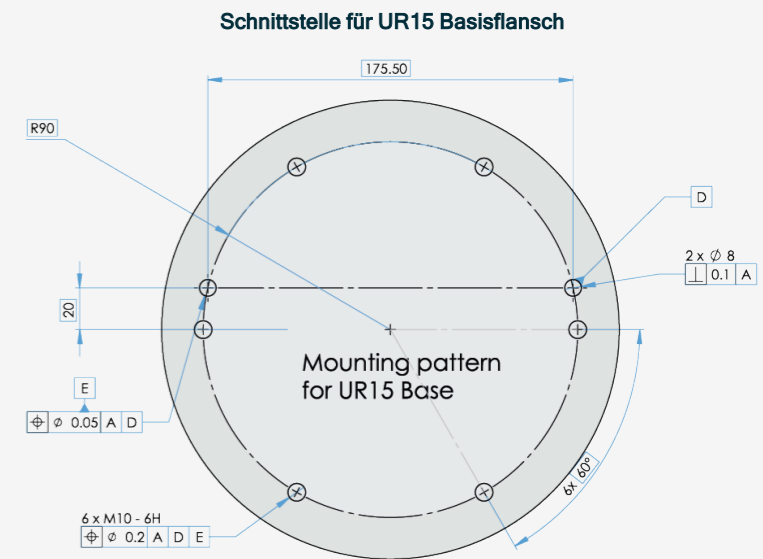 Schnittstelle für UR15 Basisflansch
175.50
R90
D
2 x ∅ 8
⟂ 0.1 A
20
Mounting pattern
for UR15 Base
E
⌖ ∅ 0.05 A D
6x 60°
6 x M10 - 6H
⌖ ∅ 0.2 A D E